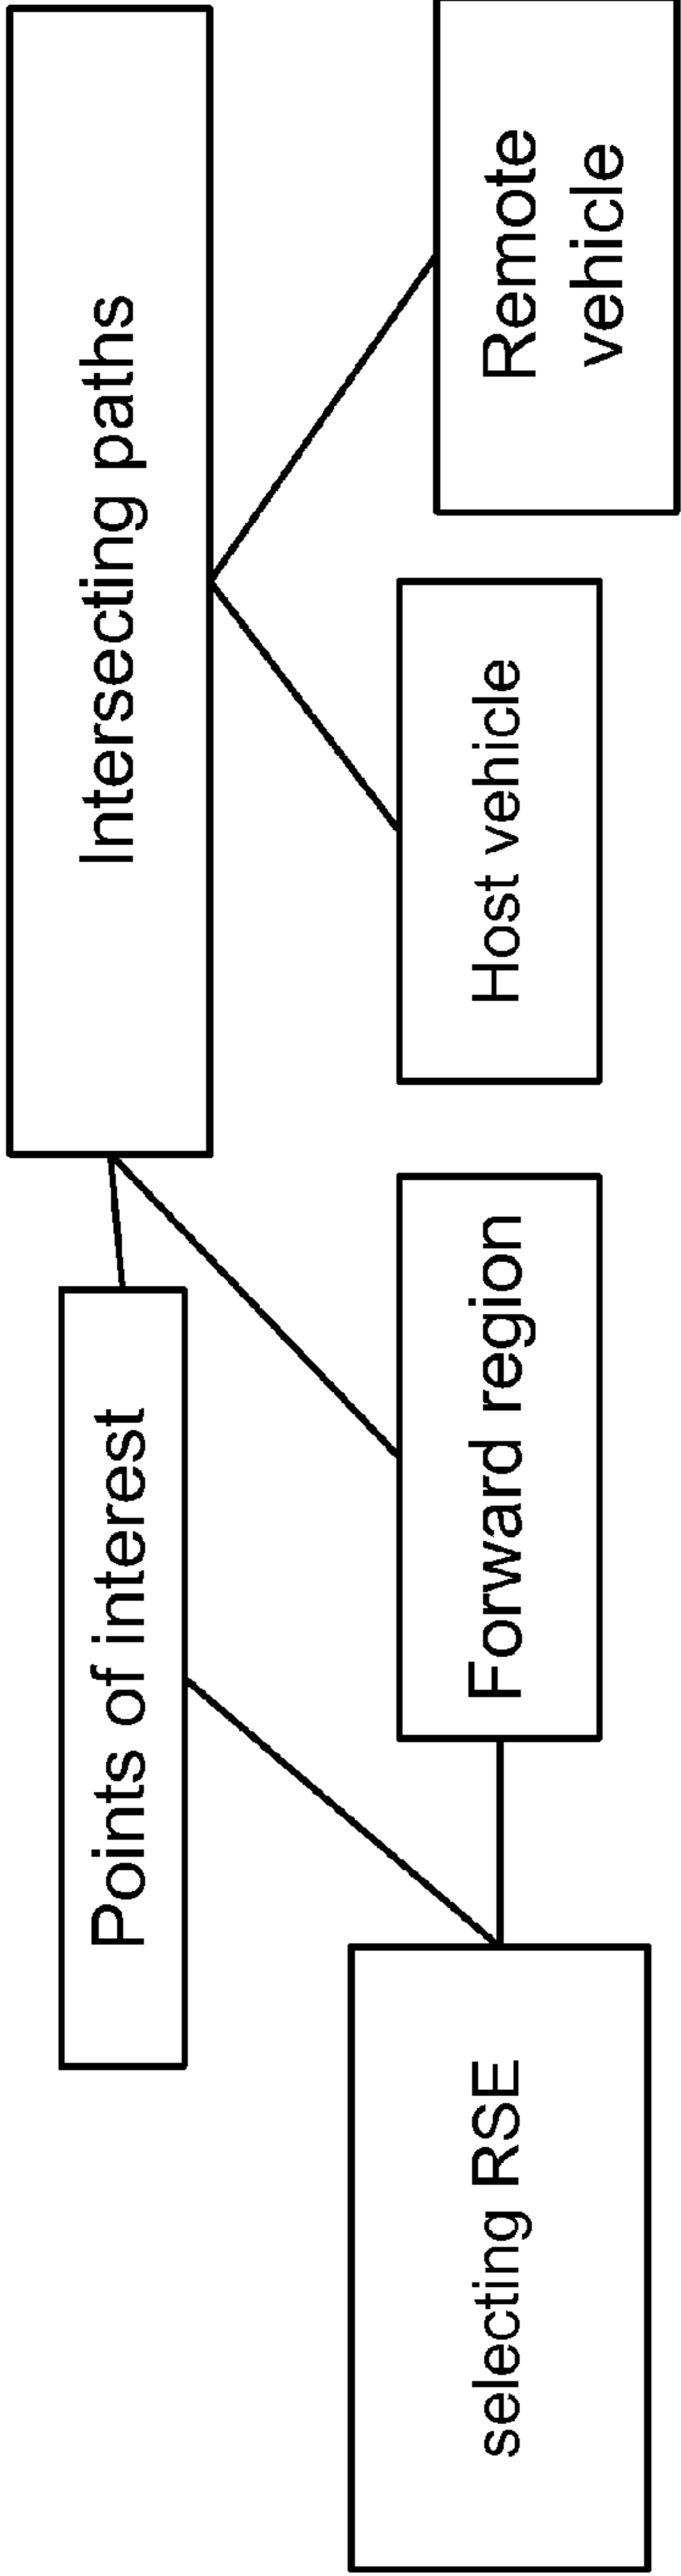 Points of interest
Intersecting paths
selecting RSE
Forward region
Host vehicle
Remote
vehicle